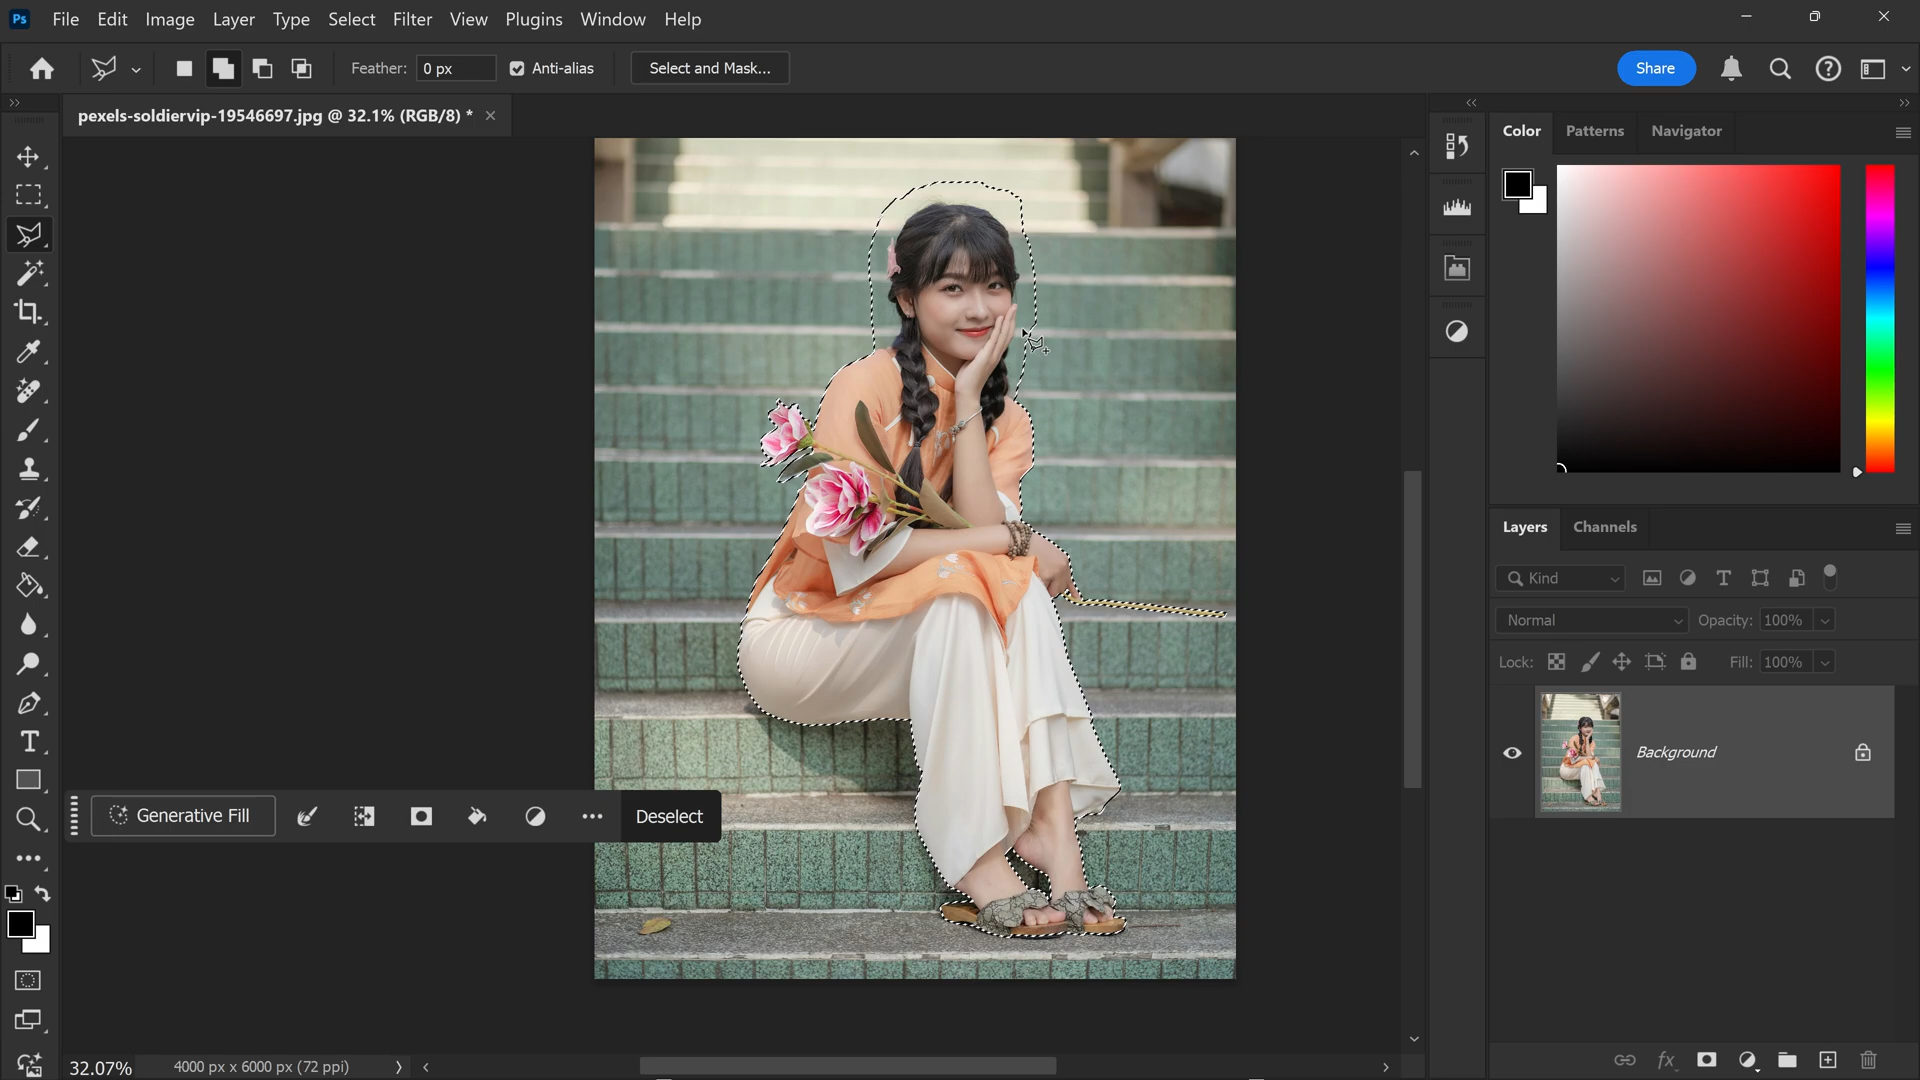 Ps File Edit Image Layer Type Select Filter View Plugins Window Help
Feather: 0 px Anti-alias Select and Mask... Share
pexels-soldiervip-19546697.jpg @ 32.1% (RGB/8) *
Color Patterns Navigator
Layers Channels
Kind
Normal Opacity: 100%
Lock: Fill: 100%
Background
Generative Fill Deselect
32.07% 4000 px x 6000 px (72 ppi)